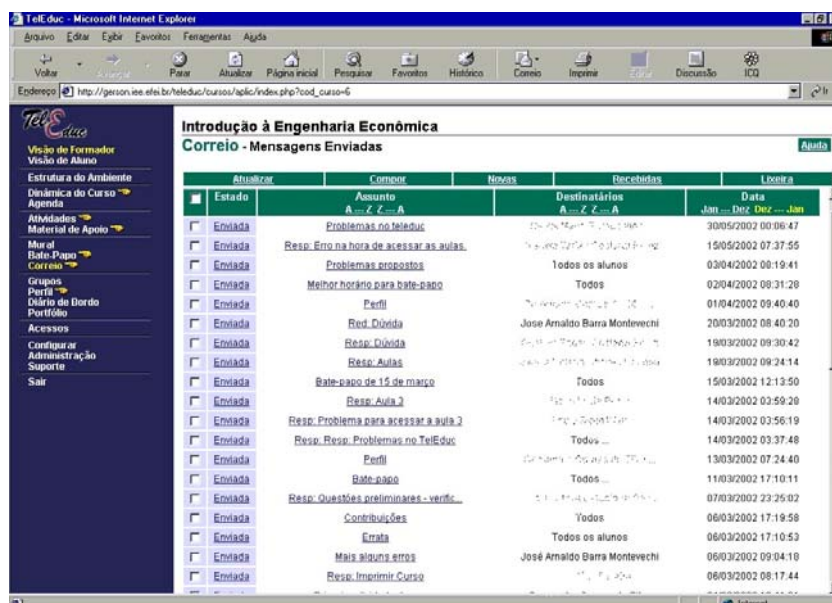 TelEduc - Microsoft Internet Explorer
Arquivo Editar Exibir Favoritos Ferramentas Ajuda
Voltar Avançar Parar Atualizar Página inicial Pesquisar Favoritos Histórico Correio Imprimir Editar Discussão ICQ
Endereço http://gerson.iee.efei.br/teleduc/cursos/aplic/index.php?cod_curso=6
TelEduc
Visão de Formador
Visão de Aluno
Estrutura do Ambiente
Dinâmica do Curso
Agenda
Atividades
Material de Apoio
Mural
Bate-Papo
Correio
Grupos
Perfil
Diário de Bordo
Portfólio
Acessos
Configurar
Administração
Suporte
Sair
Introdução à Engenharia Econômica
Correio - Mensagens Enviadas
Ajuda
Atualizar Compor Novas Recebidas Lixeira
Estado Assunto Destinatários Data
A ... Z Z ... A A ... Z Z ... A Jan ... Dez Dez ... Jan
Enviada Problemas no teleduc 30/05/2002 00:06:47
Enviada Resp: Erro na hora de acessar as aulas. 15/05/2002 07:37:55
Enviada Problemas propostos Todos os alunos 03/04/2002 08:19:41
Enviada Melhor horário para bate-papo Todos 02/04/2002 08:31:28
Enviada Perfil 01/04/2002 09:40:40
Enviada Red: Dúvida Jose Arnaldo Barra Montevechi 20/03/2002 08:40:20
Enviada Resp: Dúvida 19/03/2002 09:30:42
Enviada Resp: Aulas 19/03/2002 09:24:14
Enviada Bate-papo de 15 de março Todos 15/03/2002 12:13:50
Enviada Resp: Aula 3 14/03/2002 03:59:28
Enviada Resp: Problema para acessar a aula 3 14/03/2002 03:56:19
Enviada Resp: Resp: Problemas no TelEduc Todos ... 14/03/2002 03:37:48
Enviada Perfil 13/03/2002 07:24:40
Enviada Bate-papo Todos ... 11/03/2002 17:10:11
Enviada Resp: Questões preliminares - verific... 07/03/2002 23:25:02
Enviada Contribuições Todos 06/03/2002 17:19:58
Enviada Errata Todos os alunos 06/03/2002 17:10:53
Enviada Mais alguns erros José Arnaldo Barra Montevechi 06/03/2002 09:04:18
Enviada Resp: Imprimir Curso 06/03/2002 08:17:44